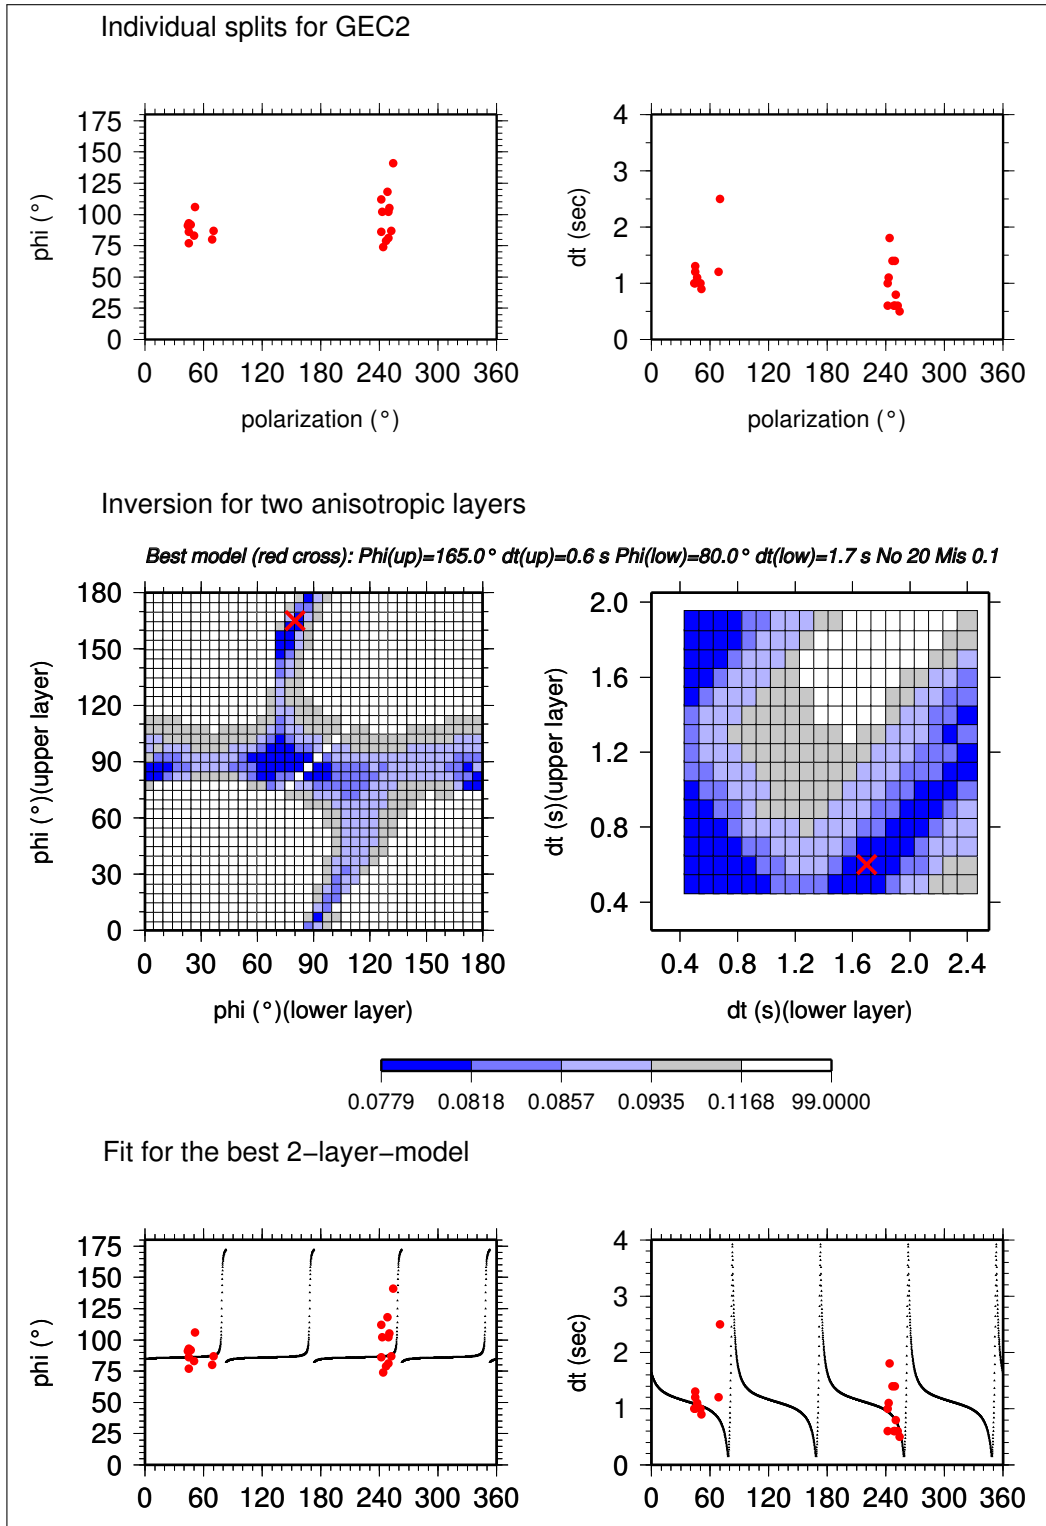 Individual splits for GEC2
175
150
125
100
75
50
25
0
phi (°)
0 60 120 180 240 300 360
polarization (°)
4
3
2
1
0
dt (sec)
0 60 120 180 240 300 360
polarization (°)
Inversion for two anisotropic layers
Best model (red cross): Phi(up)=165.0° dt(up)=0.6 s Phi(low)=80.0° dt(low)=1.7 s No 20 Mis 0.1
180
150
120
90
60
30
0
phi (°)(upper layer)
0 30 60 90 120 150 180
phi (°)(lower layer)
2.0
1.6
1.2
0.8
0.4
dt (s)(upper layer)
0.4 0.8 1.2 1.6 2.0 2.4
dt (s)(lower layer)
0.0779 0.0818 0.0857 0.0935 0.1168 99.0000
Fit for the best 2−layer−model
175
150
125
100
75
50
25
0
phi (°)
0 60 120 180 240 300 360
4
3
2
1
0
dt (sec)
0 60 120 180 240 300 360